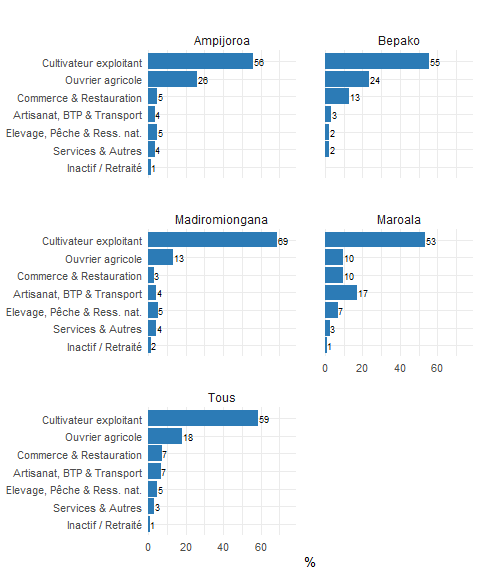 Ampijoroa
Bepako
Cultivateur exploitant 56 55
Ouvrier agricole 26 24
Commerce & Restauration 5 13
Artisanat, BTP & Transport 4 3
Elevage, Pêche & Ress. nat. 5 2
Services & Autres 4 2
Inactif / Retraité 1
Madiromiongana
Maroala
Cultivateur exploitant 69 53
Ouvrier agricole 13 10
Commerce & Restauration 3 10
Artisanat, BTP & Transport 4 17
Elevage, Pêche & Ress. nat. 5 7
Services & Autres 4 3
Inactif / Retraité 2 1
0 20 40 60
Tous
Cultivateur exploitant 59
Ouvrier agricole 18
Commerce & Restauration 7
Artisanat, BTP & Transport 7
Elevage, Pêche & Ress. nat. 5
Services & Autres 3
Inactif / Retraité 1
0 20 40 60
%